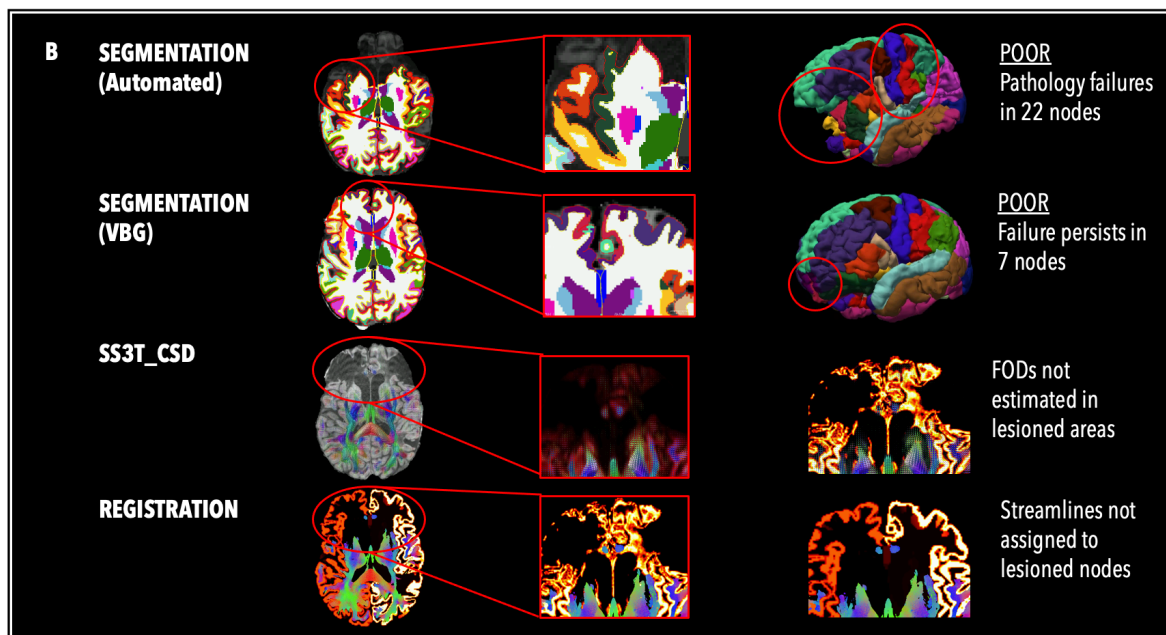 B
SEGMENTATION
(Automated)
POOR
Pathology failures
in 22 nodes
SEGMENTATION
(VBG)
POOR
Failure persists in
7 nodes
SS3T_CSD
FODs not
estimated in
lesioned areas
REGISTRATION
Streamlines not
assigned to
lesioned nodes